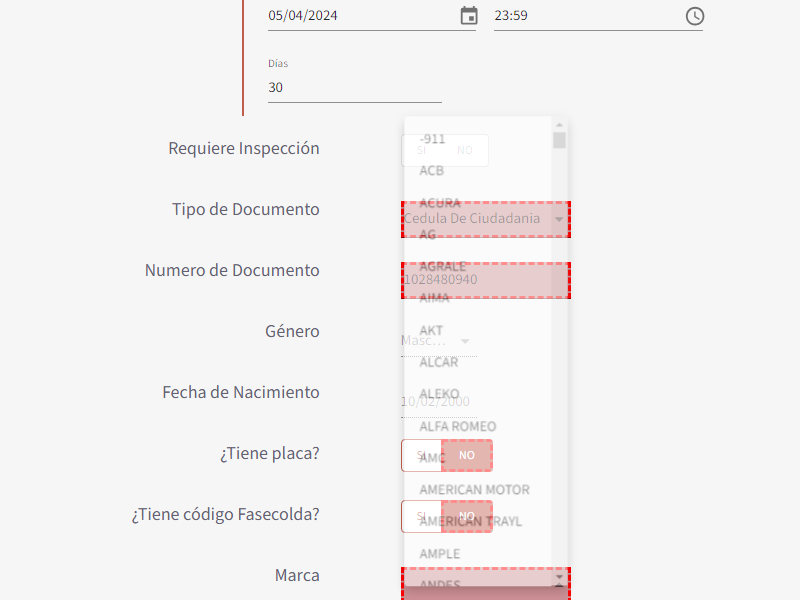 05/04/2024 23:59
Días
30
Requiere Inspección SI NO
-911
ACB
ACURA
Tipo de Documento Cedula De Ciudadania
AG
AGRALE
Numero de Documento 1028480940
AIMA
AKT
Género Masc...
ALCAR
ALEKO
Fecha de Nacimiento 10/02/2000
ALFA ROMEO
¿Tiene placa? SI NO
AMC
AMERICAN MOTOR
¿Tiene código Fasecolda? SI NO
AMERICAN TRAYL
AMPLE
Marca
ANDES